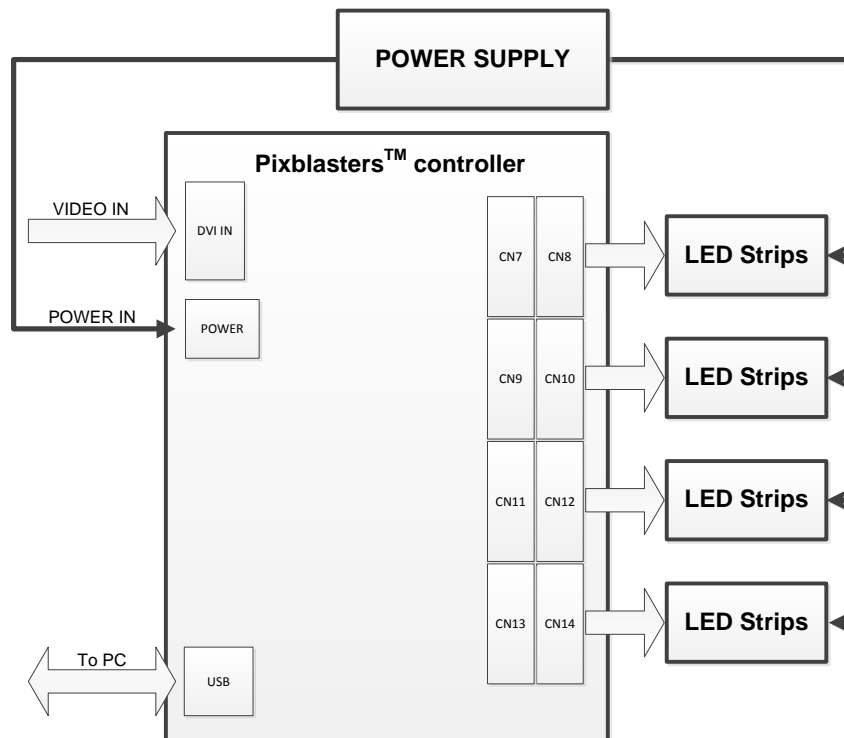 POWER SUPPLY
Pixblasters™ controller
VIDEO IN
DVI IN
CN7
CN8
LED Strips
POWER IN
POWER
CN9
CN10
LED Strips
CN11
CN12
LED Strips
CN13
CN14
LED Strips
To PC
USB